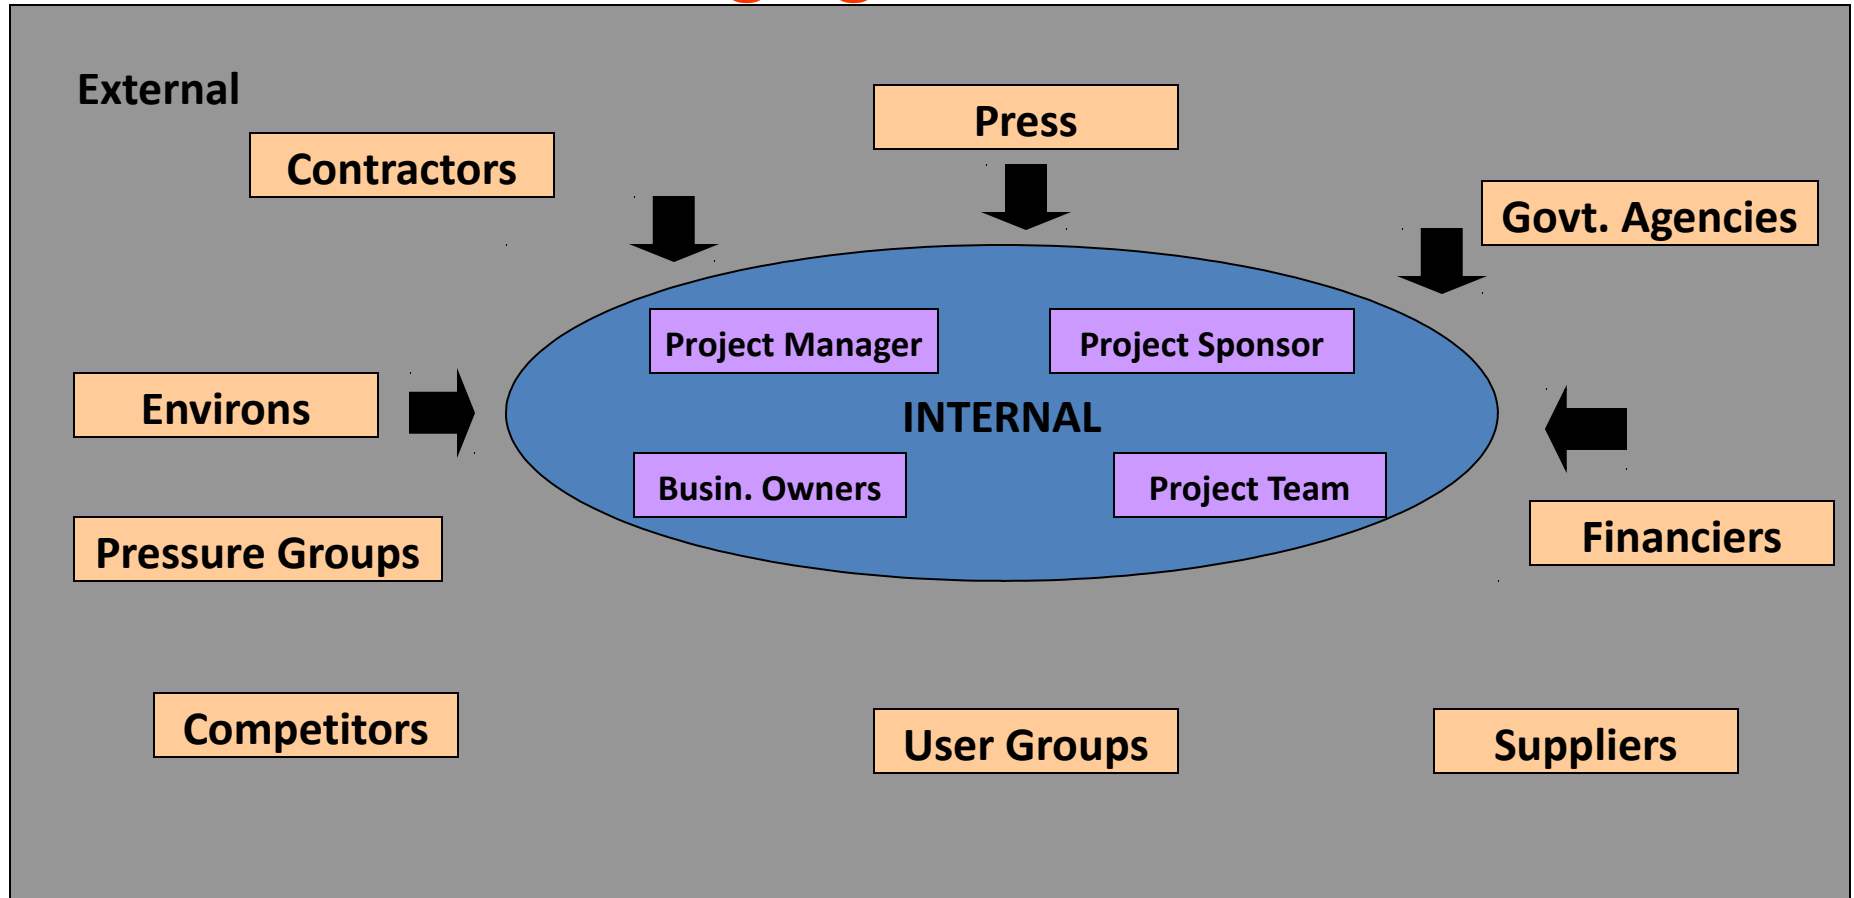 External
Press
Contractors
Govt. Agencies
Project Manager
Project Sponsor
Environs
INTERNAL
Busin. Owners
Project Team
Pressure Groups
Financiers
Competitors
User Groups
Suppliers